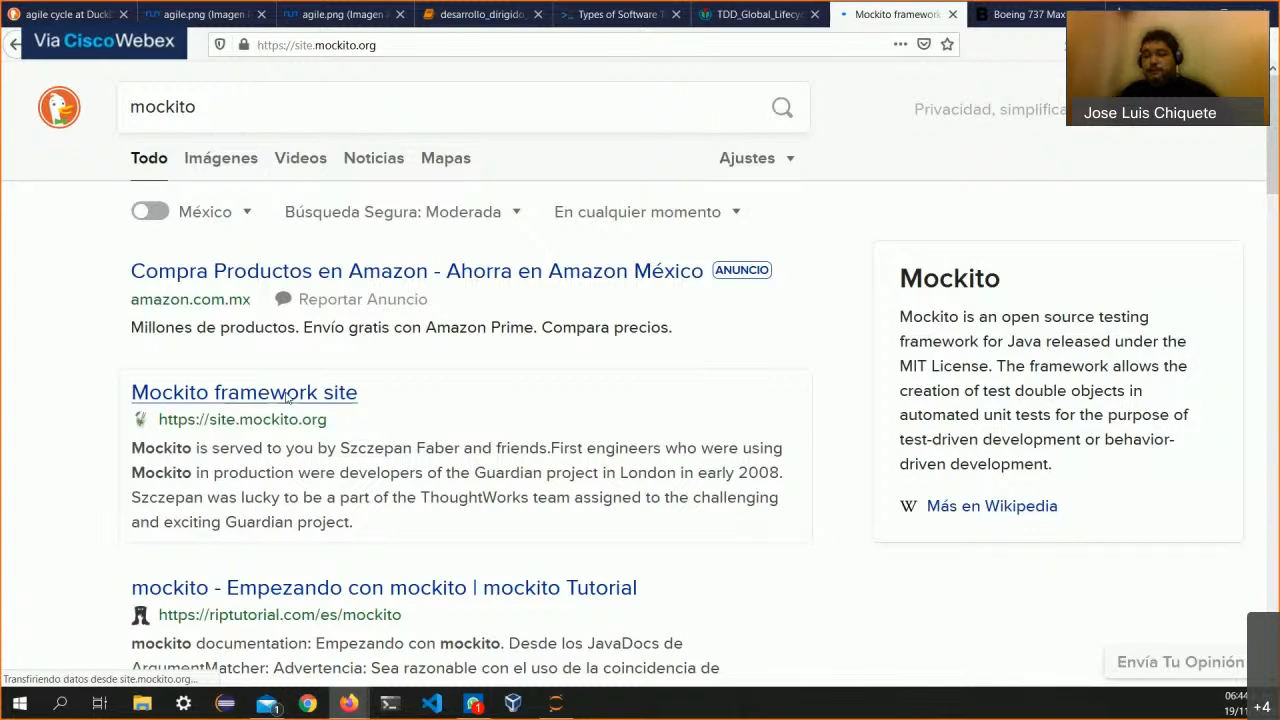 agile cycle at Duck
agile.png (Imagen
agile.png (Imagen
desarrollo_dirigido_
Types of Software T
TDD_Global_Lifecy
Mockito framework
Boeing 737 Max
Via CiscoWebex
https://site.mockito.org
Jose Luis Chiquete
mockito
Privacidad, simplifica
Todo
Imágenes
Videos
Noticias
Mapas
Ajustes
México
Búsqueda Segura: Moderada
En cualquier momento
Compra Productos en Amazon - Ahorra en Amazon México
ANUNCIO
amazon.com.mx
Reportar Anuncio
Millones de productos. Envío gratis con Amazon Prime. Compara precios.
Mockito framework site
https://site.mockito.org
Mockito is served to you by Szczepan Faber and friends.First engineers who were using
Mockito in production were developers of the Guardian project in London in early 2008.
Szczepan was lucky to be a part of the ThoughtWorks team assigned to the challenging
and exciting Guardian project.
Mockito
Mockito is an open source testing
framework for Java released under the
MIT License. The framework allows the
creation of test double objects in
automated unit tests for the purpose of
test-driven development or behavior-
driven development.
W Más en Wikipedia
mockito - Empezando con mockito | mockito Tutorial
https://riptutorial.com/es/mockito
mockito documentation: Empezando con mockito. Desde los JavaDocs de
ArgumentMatcher: Advertencia: Sea razonable con el uso de la coincidencia de
Envía Tu Opinión
Transfiriendo datos desde site.mockito.org...
1
1
06:44
19/11
+4